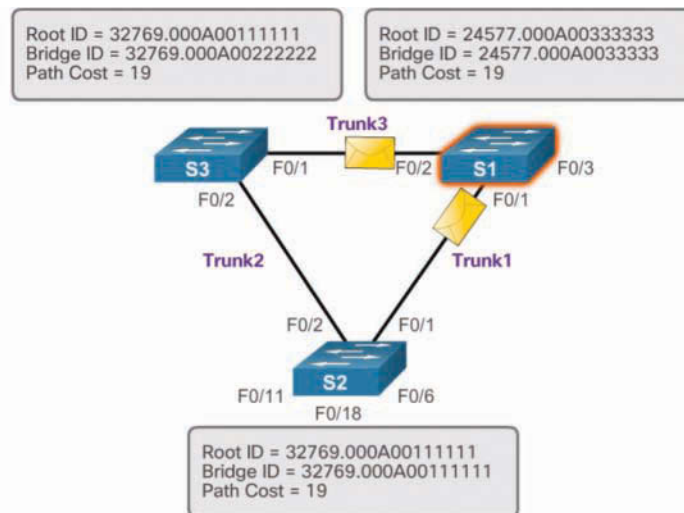 Root ID = 32769.000A00111111
Bridge ID = 32769.000A00222222
Path Cost = 19
Root ID = 24577.000A00333333
Bridge ID = 24577.000A0033333
Path Cost = 19
Trunk3
S3
F0/1
F0/2
S1
F0/3
F0/2
F0/1
Trunk2
Trunk1
F0/2
F0/1
S2
F0/11
F0/6
F0/18
Root ID = 32769.000A00111111
Bridge ID = 32769.000A00111111
Path Cost = 19